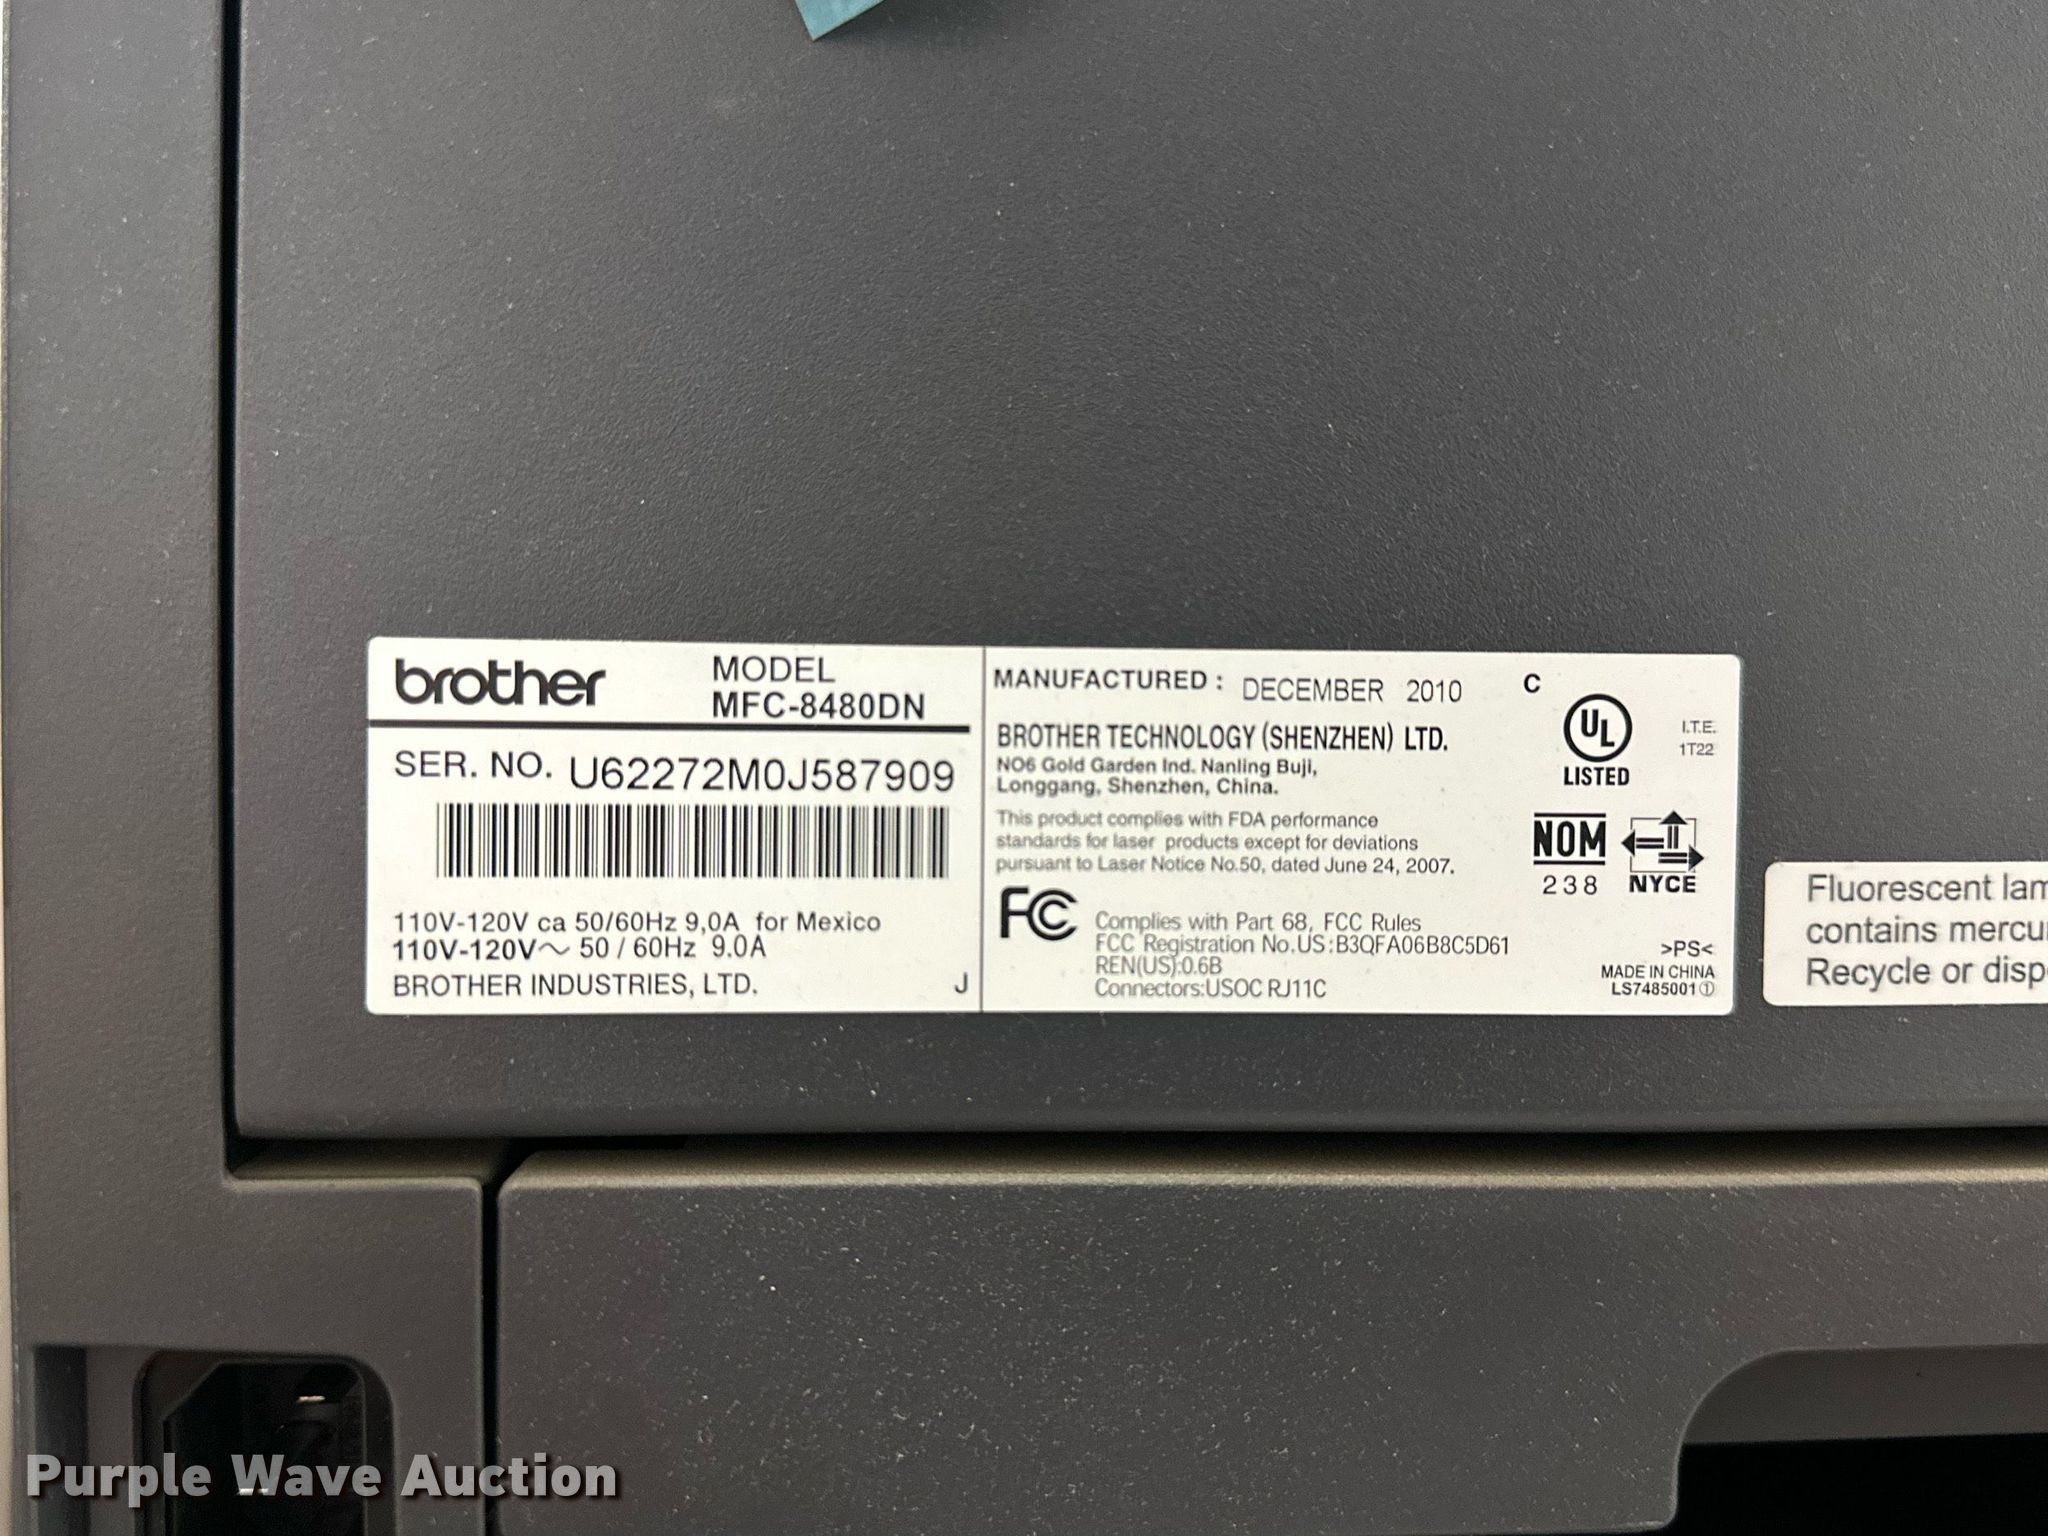 brother
MODEL
MFC-8480DN
SER. NO. U62272M0J587909
110V-120V ca 50/60Hz 9,0A for Mexico
110V-120V～ 50 / 60Hz 9.0A
BROTHER INDUSTRIES, LTD.
J
MANUFACTURED : DECEMBER 2010
BROTHER TECHNOLOGY (SHENZHEN) LTD.
NO6 Gold Garden Ind. Nanling Buji,
Longgang, Shenzhen, China.
This product complies with FDA performance
standards for laser products except for deviations
pursuant to Laser Notice No.50, dated June 24, 2007.
FC
Complies with Part 68, FCC Rules
FCC Registration No.US:B3QFA06B8C5D61
REN(US):0.6B
Connectors:USOC RJ11C
C
UL
LISTED
I.T.E.
1T22
NOM
238
NYCE
>PS<
MADE IN CHINA
LS7485001①
Fluorescent lam
contains mercu
Recycle or disp
Purple Wave Auction